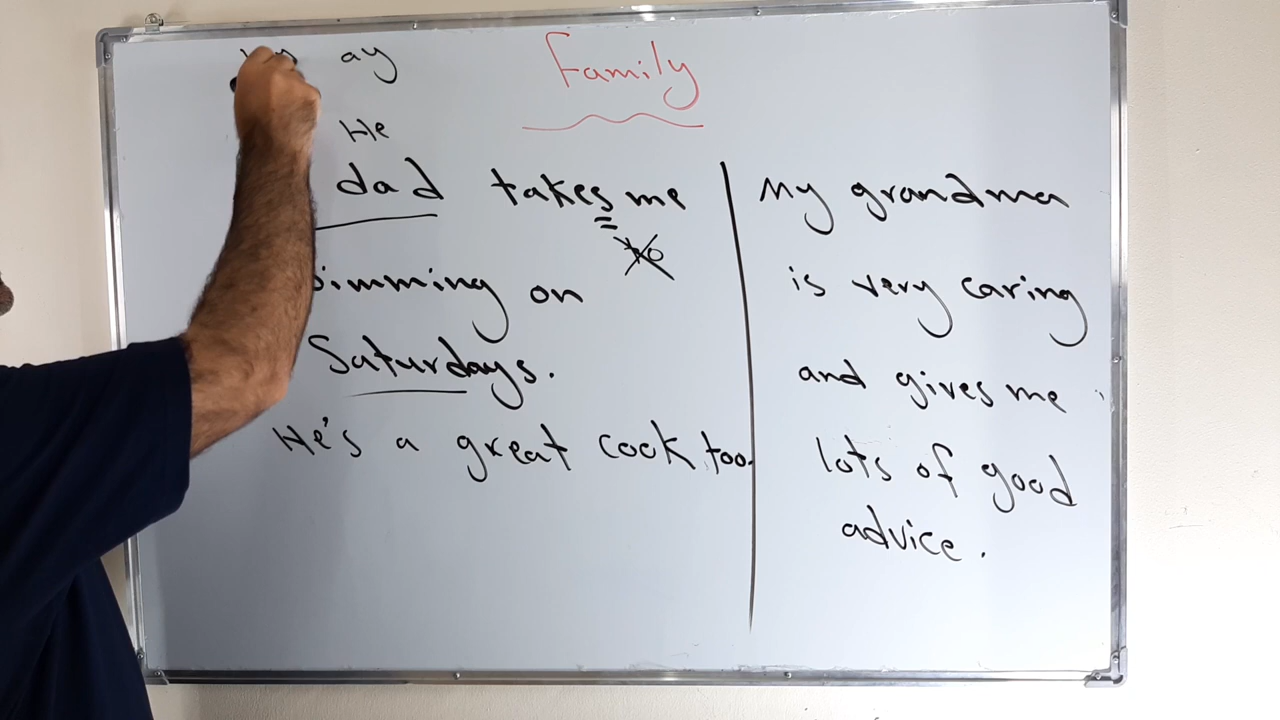 ay
Family
He
dad takes me
imming on
Saturdays.
He's a great cook too.
My grandma
is very caring
and gives me
lots of good
advice.